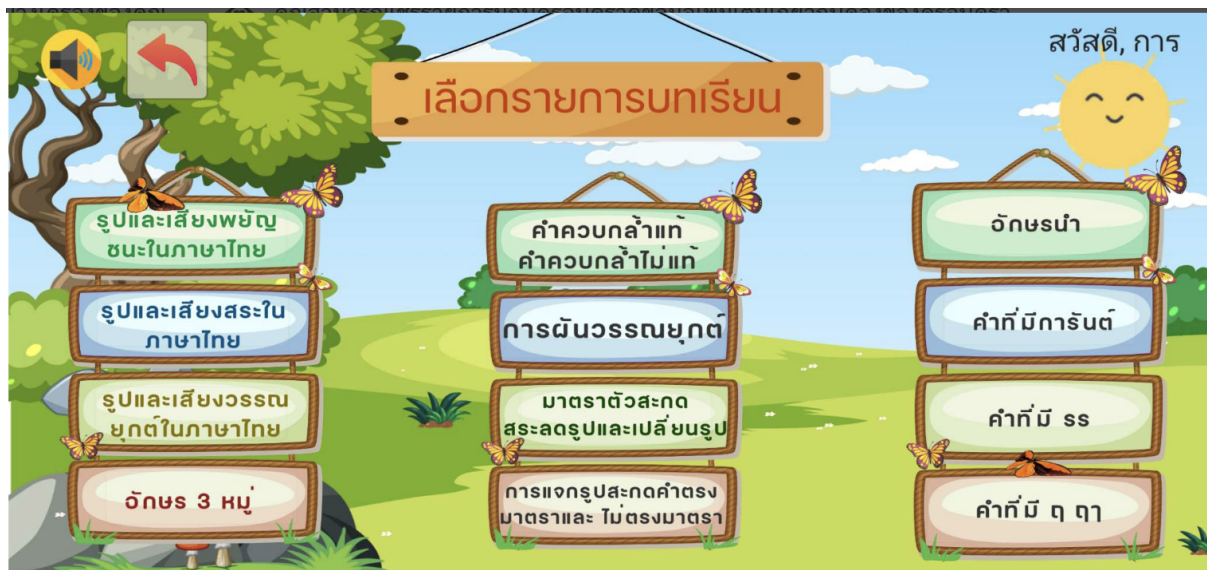 สวัสดี, การ
เลือกรายการบทเรียน
รูปและเสียงพยัญ
ชนะในภาษาไทย
รูปและเสียงสระใน
ภาษาไทย
รูปและเสียงวรรณ
ยุกต์ในภาษาไทย
อักษร 3 หมู่
คำควบกล้ำแท้
คำควบกล้ำไม่แท้
การผันวรรณยุกต์
มาตราตัวสะกด
สระลดรูปและเปลี่ยนรูป
การแจกรูปสะกดคำตรง
มาตราและ ไม่ตรงมาตรา
อักษรนำ
คำที่มีการันต์
คำที่มี รร
คำที่มี ฤ ฤๅ